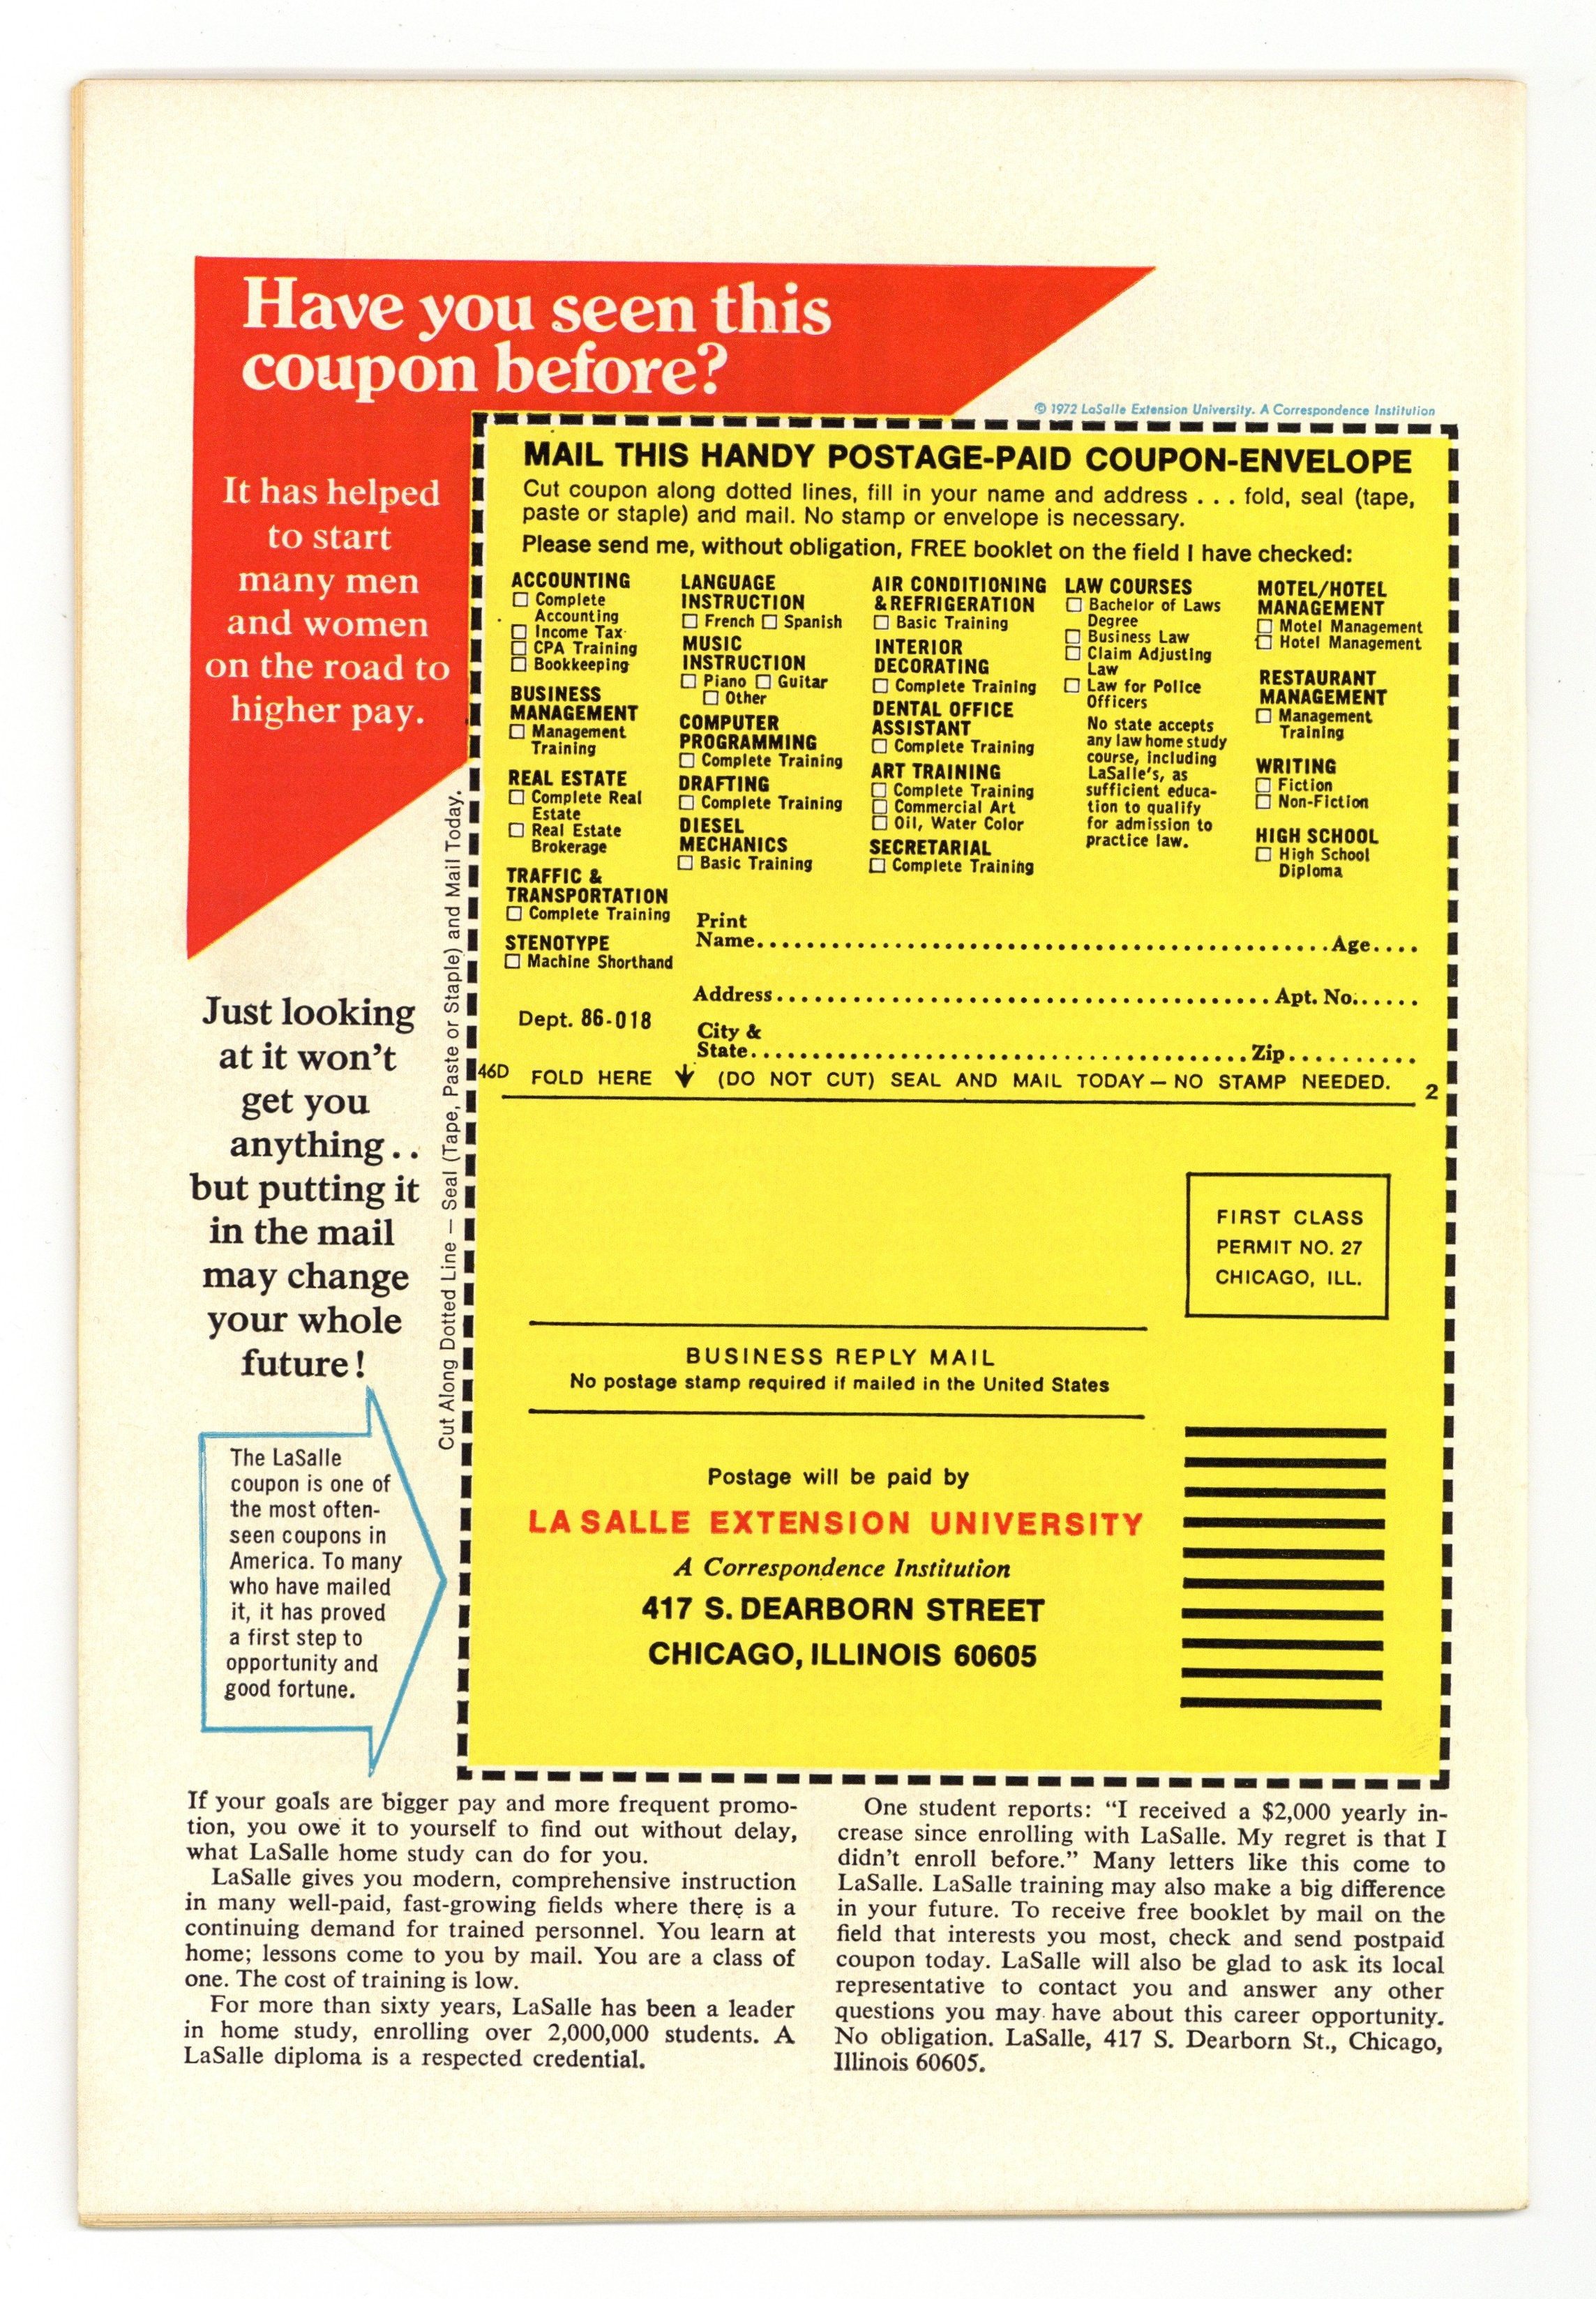 Have you seen this
coupon before?
It has helped
to start
many men
and women
on the road to
higher pay.
© 1972 LaSalle Extension University. A Correspondence Institution
MAIL THIS HANDY POSTAGE-PAID COUPON-ENVELOPE
Cut coupon along dotted lines, fill in your name and address . . . fold, seal (tape,
paste or staple) and mail. No stamp or envelope is necessary.
Please send me, without obligation, FREE booklet on the field I have checked:
ACCOUNTING
☐ Complete
Accounting
☐ Income Tax
☐ CPA Training
☐ Bookkeeping
BUSINESS
MANAGEMENT
☐ Management
Training
REAL ESTATE
☐ Complete Real
Estate
☐ Real Estate
Brokerage
TRAFFIC &
TRANSPORTATION
☐ Complete Training
STENOTYPE
☐ Machine Shorthand
LANGUAGE
INSTRUCTION
☐ French ☐ Spanish
MUSIC
INSTRUCTION
☐ Piano ☐ Guitar
☐ Other
COMPUTER
PROGRAMMING
☐ Complete Training
DRAFTING
☐ Complete Training
DIESEL
MECHANICS
☐ Basic Training
AIR CONDITIONING
& REFRIGERATION
☐ Basic Training
INTERIOR
DECORATING
☐ Complete Training
DENTAL OFFICE
ASSISTANT
☐ Complete Training
ART TRAINING
☐ Complete Training
☐ Commercial Art
☐ Oil, Water Color
SECRETARIAL
☐ Complete Training
LAW COURSES
☐ Bachelor of Laws
Degree
☐ Business Law
☐ Claim Adjusting
Law
☐ Law for Police
Officers
No state accepts
any law home study
course, including
LaSalle's, as
sufficient educa-
tion to qualify
for admission to
practice law.
MOTEL/HOTEL
MANAGEMENT
☐ Motel Management
☐ Hotel Management
RESTAURANT
MANAGEMENT
☐ Management
Training
WRITING
☐ Fiction
☐ Non-Fiction
HIGH SCHOOL
☐ High School
Diploma
Print
Name.............................................Age....
Address.......................................Apt. No......
Dept. 86-018
City &
State.......................................Zip..........
46D FOLD HERE ↓ (DO NOT CUT) SEAL AND MAIL TODAY — NO STAMP NEEDED. 2
Cut Along Dotted Line — Seal (Tape, Paste or Staple) and Mail Today.
Just looking
at it won't
get you
anything . .
but putting it
in the mail
may change
your whole
future!
The LaSalle
coupon is one of
the most often-
seen coupons in
America. To many
who have mailed
it, it has proved
a first step to
opportunity and
good fortune.
FIRST CLASS
PERMIT NO. 27
CHICAGO, ILL.
BUSINESS REPLY MAIL
No postage stamp required if mailed in the United States
Postage will be paid by
LA SALLE EXTENSION UNIVERSITY
A Correspondence Institution
417 S. DEARBORN STREET
CHICAGO, ILLINOIS 60605
If your goals are bigger pay and more frequent promo-
tion, you owe it to yourself to find out without delay,
what LaSalle home study can do for you.
LaSalle gives you modern, comprehensive instruction
in many well-paid, fast-growing fields where there is a
continuing demand for trained personnel. You learn at
home; lessons come to you by mail. You are a class of
one. The cost of training is low.
For more than sixty years, LaSalle has been a leader
in home study, enrolling over 2,000,000 students. A
LaSalle diploma is a respected credential.
One student reports: "I received a $2,000 yearly in-
crease since enrolling with LaSalle. My regret is that I
didn't enroll before." Many letters like this come to
LaSalle. LaSalle training may also make a big difference
in your future. To receive free booklet by mail on the
field that interests you most, check and send postpaid
coupon today. LaSalle will also be glad to ask its local
representative to contact you and answer any other
questions you may have about this career opportunity.
No obligation. LaSalle, 417 S. Dearborn St., Chicago,
Illinois 60605.